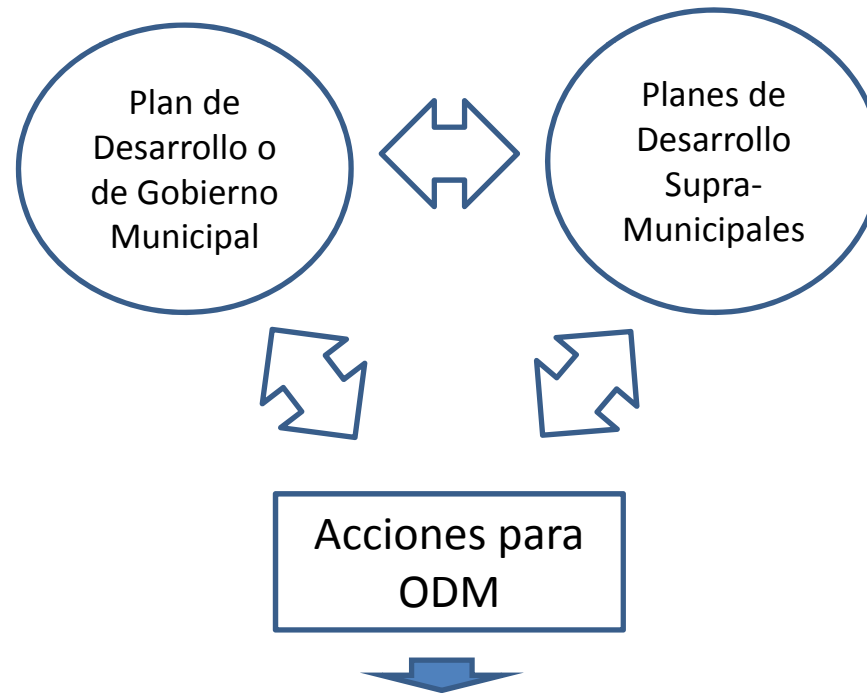 Plan de
Desarrollo o
de Gobierno
Municipal
Planes de
Desarrollo
Supra-
Municipales
Acciones para
ODM